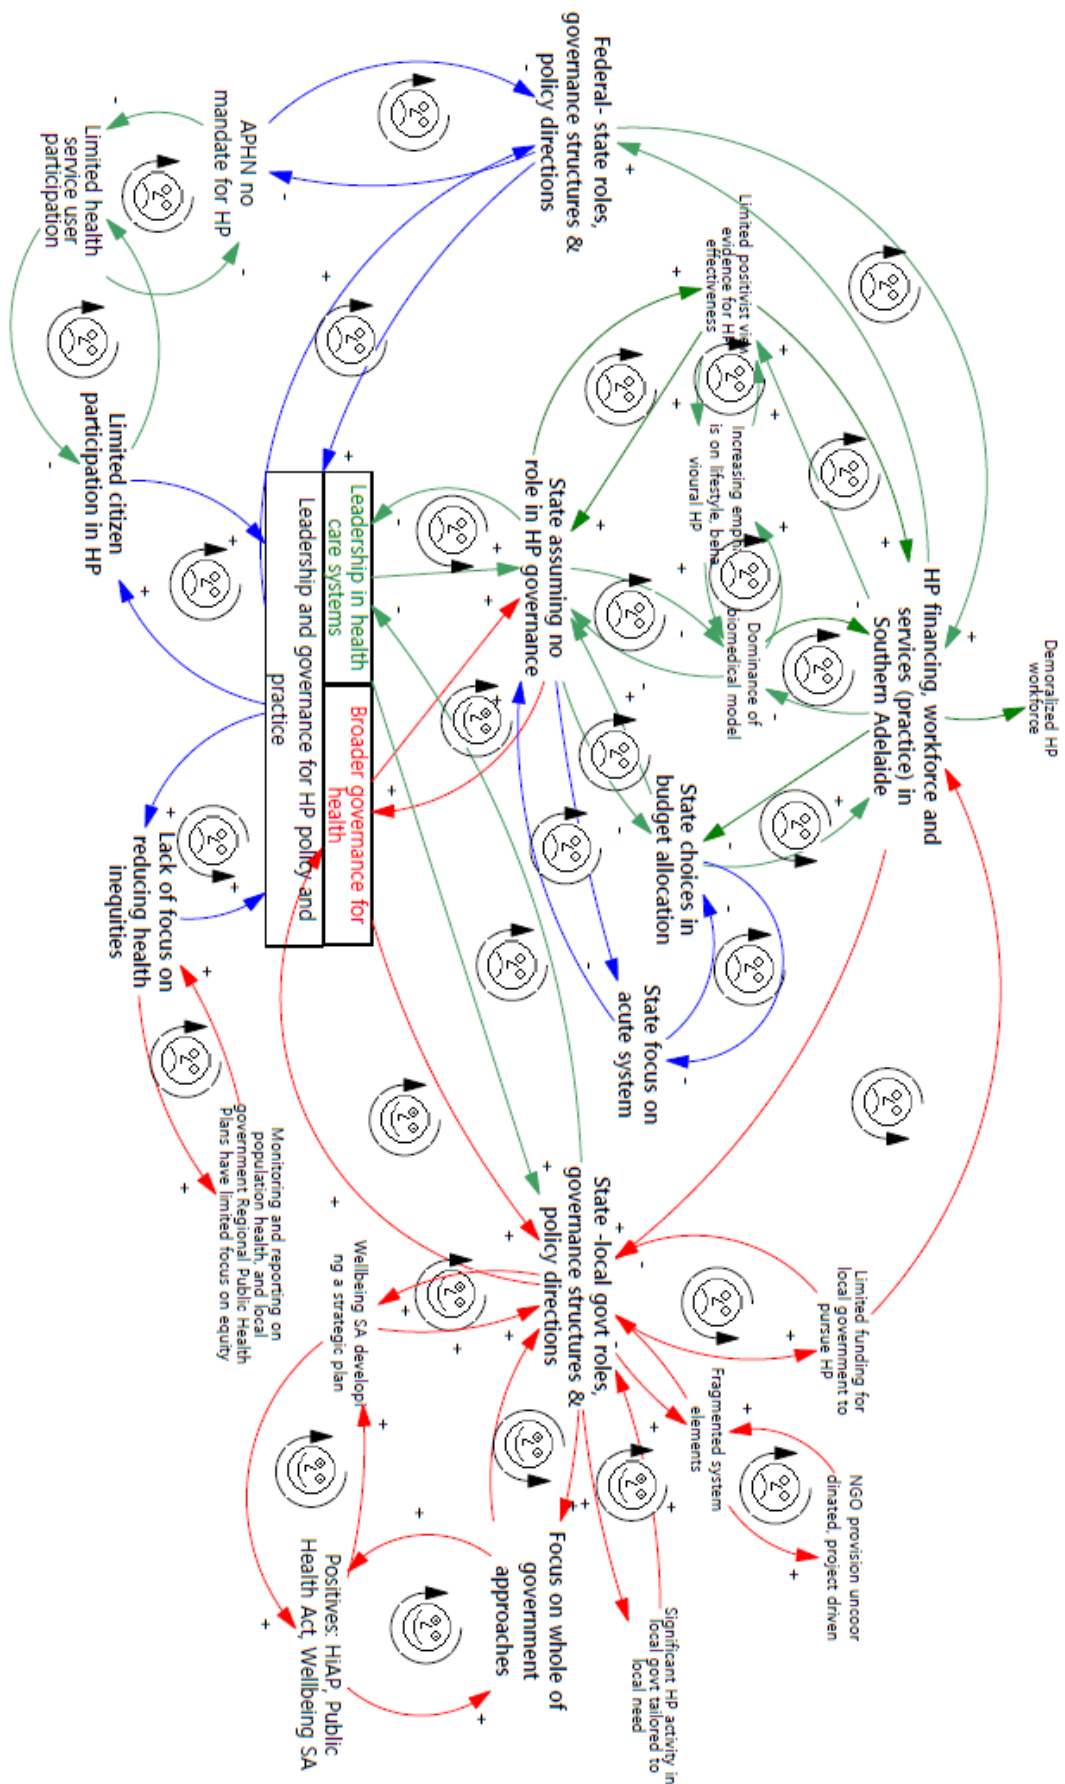 Federal- state roles,
governance structures &
policy directions
APHN no
mandate for HP
Limited health
service user
participation
Limited citizen
participation in HP
Limited positivist view
evidence for HP
effectiveness
Increasing emph
is on lifestyle, beha
vioural HP
Dominance of
biomedical model
HP financing, workforce and
services (practice) in
Southern Adelaide
Demoralized HP
workforce
State assuming no
role in HP governance
State choices in
budget allocation
State focus on
acute system
Leadership in health
care systems
Broader governance for
health
Leadership and governance for HP policy and
practice
Lack of focus on
reducing health
inequities
Monitoring and reporting on
population health, and local
government Regional Public Health
Plans have limited focus on equity
State -local govt roles,
governance structures &
policy directions
Wellbeing SA developi
ng a strategic plan
Limited funding for
local government to
pursue HP
Fragmented system
elements
NGO provision uncoor
dinated, project driven
Significant HP activity in
local govt tailored to
local need
Focus on whole of
government
approaches
Positives: HiAP, Public
Health Act, Wellbeing SA